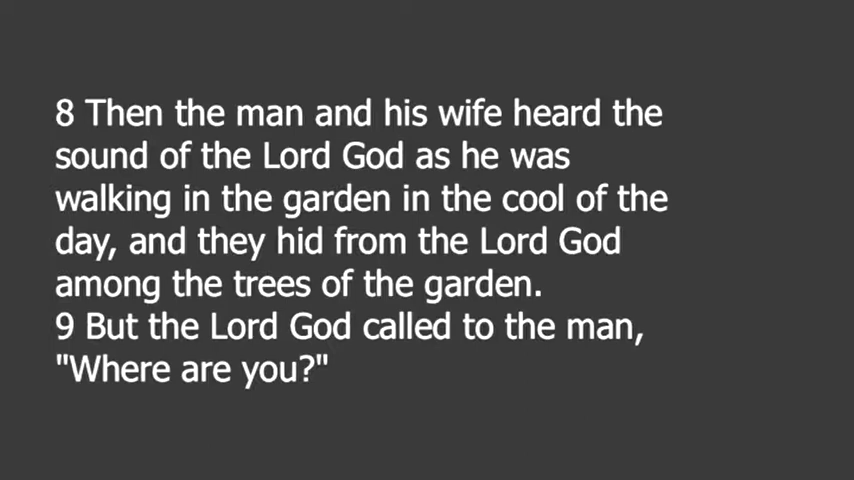 8 Then the man and his wife heard the
sound of the Lord God as he was
walking in the garden in the cool of the
day, and they hid from the Lord God
among the trees of the garden.
9 But the Lord God called to the man,
"Where are you?"